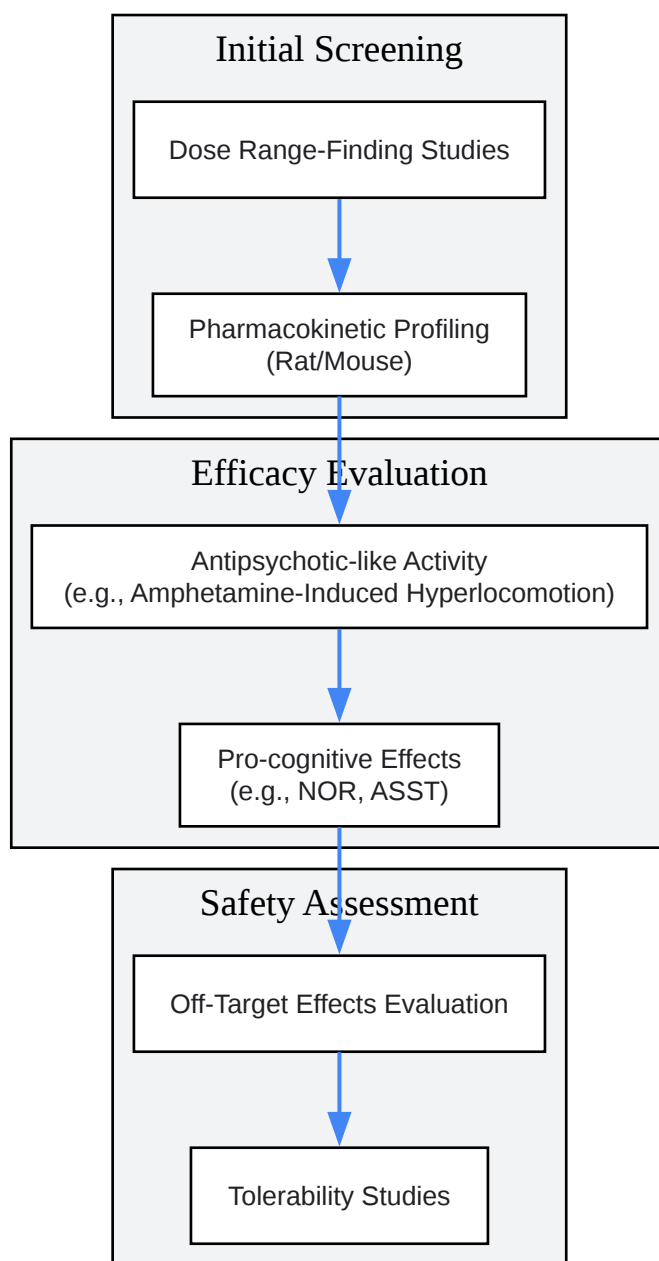 Initial Screening
Dose Range-Finding Studies
Pharmacokinetic Profiling
(Rat/Mouse)
Efficacy Evaluation
Antipsychotic-like Activity
(e.g., Amphetamine-Induced Hyperlocomotion)
Pro-cognitive Effects
(e.g., NOR, ASST)
Safety Assessment
Off-Target Effects Evaluation
Tolerability Studies